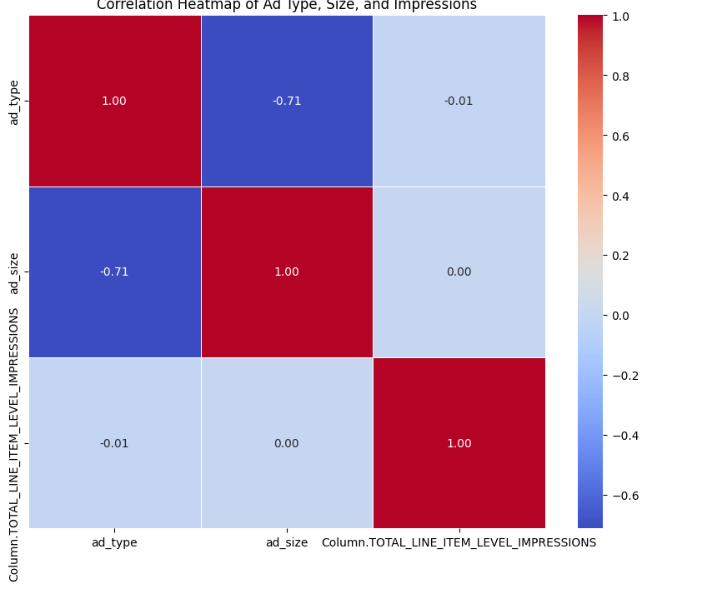 Correlation Heatmap of Ad Type, Size, and Impressions
ad_type
1.00
-0.71
-0.01
ad_size
-0.71
1.00
0.00
Column.TOTAL_LINE_ITEM_LEVEL_IMPRESSIONS
-0.01
0.00
1.00
ad_type
ad_size
Column.TOTAL_LINE_ITEM_LEVEL_IMPRESSIONS
1.0
0.8
0.6
0.4
0.2
0.0
−0.2
−0.4
−0.6